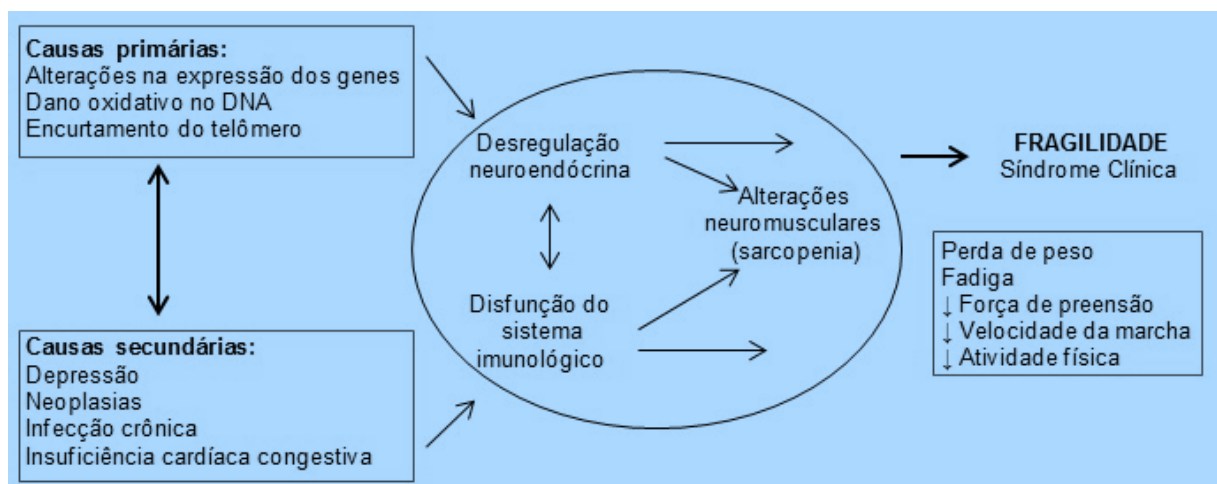 Causas primárias:
Alterações na expressão dos genes
Dano oxidativo no DNA
Encurtamento do telômero
Causas secundárias:
Depressão
Neoplasias
Infecção crônica
Insuficiência cardíaca congestiva
Desregulação
neuroendócrina
Alterações
neuromusculares
(sarcopenia)
Disfunção do
sistema
imunológico
FRAGILIDADE
Síndrome Clínica
Perda de peso
Fadiga
↓ Força de preensão
↓ Velocidade da marcha
↓ Atividade física